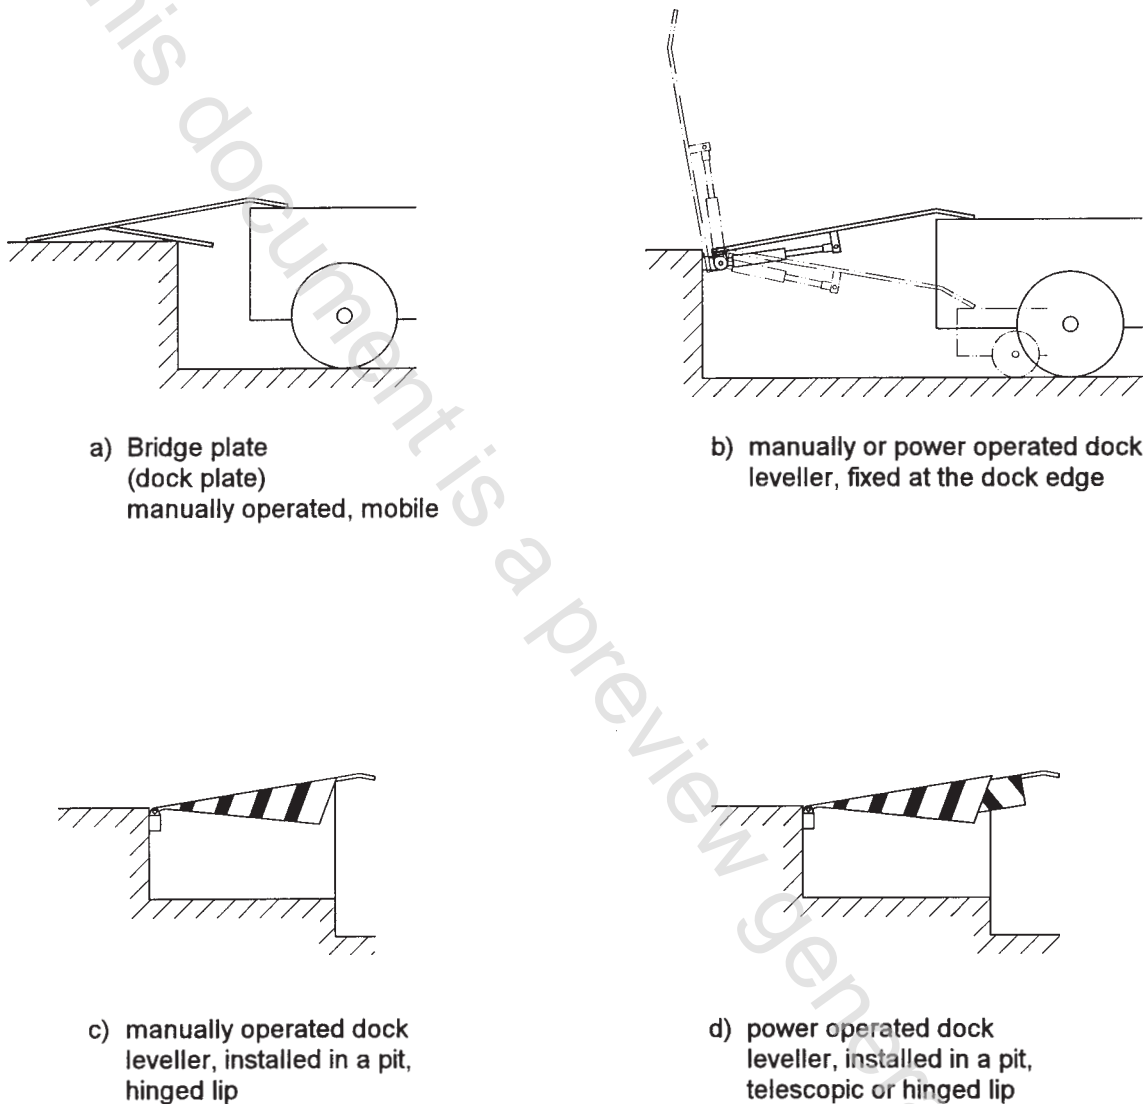 a) Bridge plate
(dock plate)
manually operated, mobile
b) manually or power operated dock
leveller, fixed at the dock edge
c) manually operated dock
leveller, installed in a pit,
hinged lip
d) power operated dock
leveller, installed in a pit,
telescopic or hinged lip
his document is a preview gener